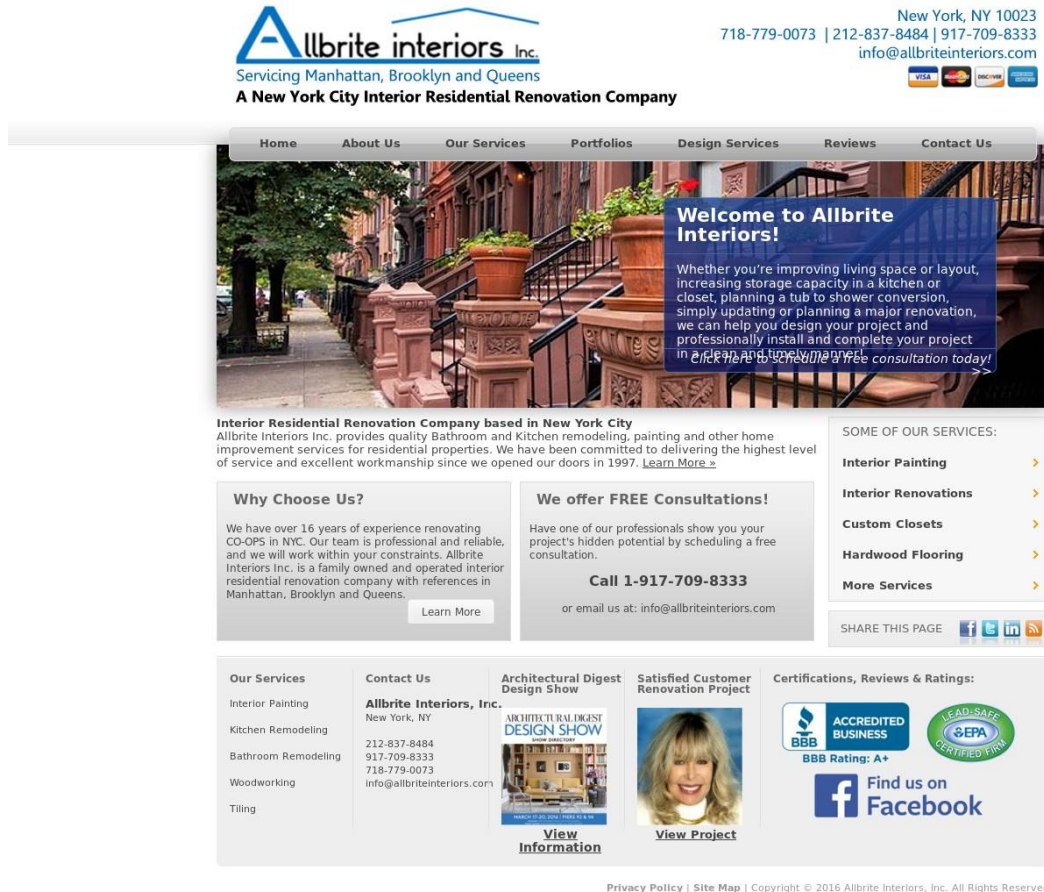 Allbrite interiors Inc.
Servicing Manhattan, Brooklyn and Queens
A New York City Interior Residential Renovation Company
New York, NY 10023
718-779-0073 | 212-837-8484 | 917-709-8333
info@allbriteinteriors.com
VISA DISCOVER
Home About Us Our Services Portfolios Design Services Reviews Contact Us
Welcome to Allbrite
Interiors!
Whether you're improving living space or layout,
increasing storage capacity in a kitchen or
closet, planning a tub to shower conversion,
simply updating or planning a major renovation,
we can help you design your project and
professionally install and complete your project
in a clean and timely manner!
Click here to schedule a free consultation today!
>>
Interior Residential Renovation Company based in New York City
Allbrite Interiors Inc. provides quality Bathroom and Kitchen remodeling, painting and other home
improvement services for residential properties. We have been committed to delivering the highest level
of service and excellent workmanship since we opened our doors in 1997. Learn More »
Why Choose Us?
We have over 16 years of experience renovating
CO-OPS in NYC. Our team is professional and reliable,
and we will work within your constraints. Allbrite
Interiors Inc. is a family owned and operated interior
residential renovation company with references in
Manhattan, Brooklyn and Queens.
Learn More
We offer FREE Consultations!
Have one of our professionals show you your
project's hidden potential by scheduling a free
consultation.
Call 1-917-709-8333
or email us at: info@allbriteinteriors.com
SOME OF OUR SERVICES:
Interior Painting
Interior Renovations
Custom Closets
Hardwood Flooring
More Services
SHARE THIS PAGE
Our Services
Interior Painting
Kitchen Remodeling
Bathroom Remodeling
Woodworking
Tiling
Contact Us
Allbrite Interiors, Inc.
New York, NY
212-837-8484
917-709-8333
718-779-0073
info@allbriteinteriors.com
Architectural Digest
Design Show
ARCHITECTURAL DIGEST
DESIGN SHOW
SHOW DIRECTORY
MARCH 17-20, 2016 | PIERS 92 & 94
View
Information
Satisfied Customer
Renovation Project
View Project
Certifications, Reviews & Ratings:
BBB ACCREDITED
BUSINESS
BBB Rating: A+
LEAD-SAFE
EPA
CERTIFIED FIRM
Find us on
Facebook
Privacy Policy | Site Map | Copyright © 2016 Allbrite Interiors, Inc. All Rights Reserve